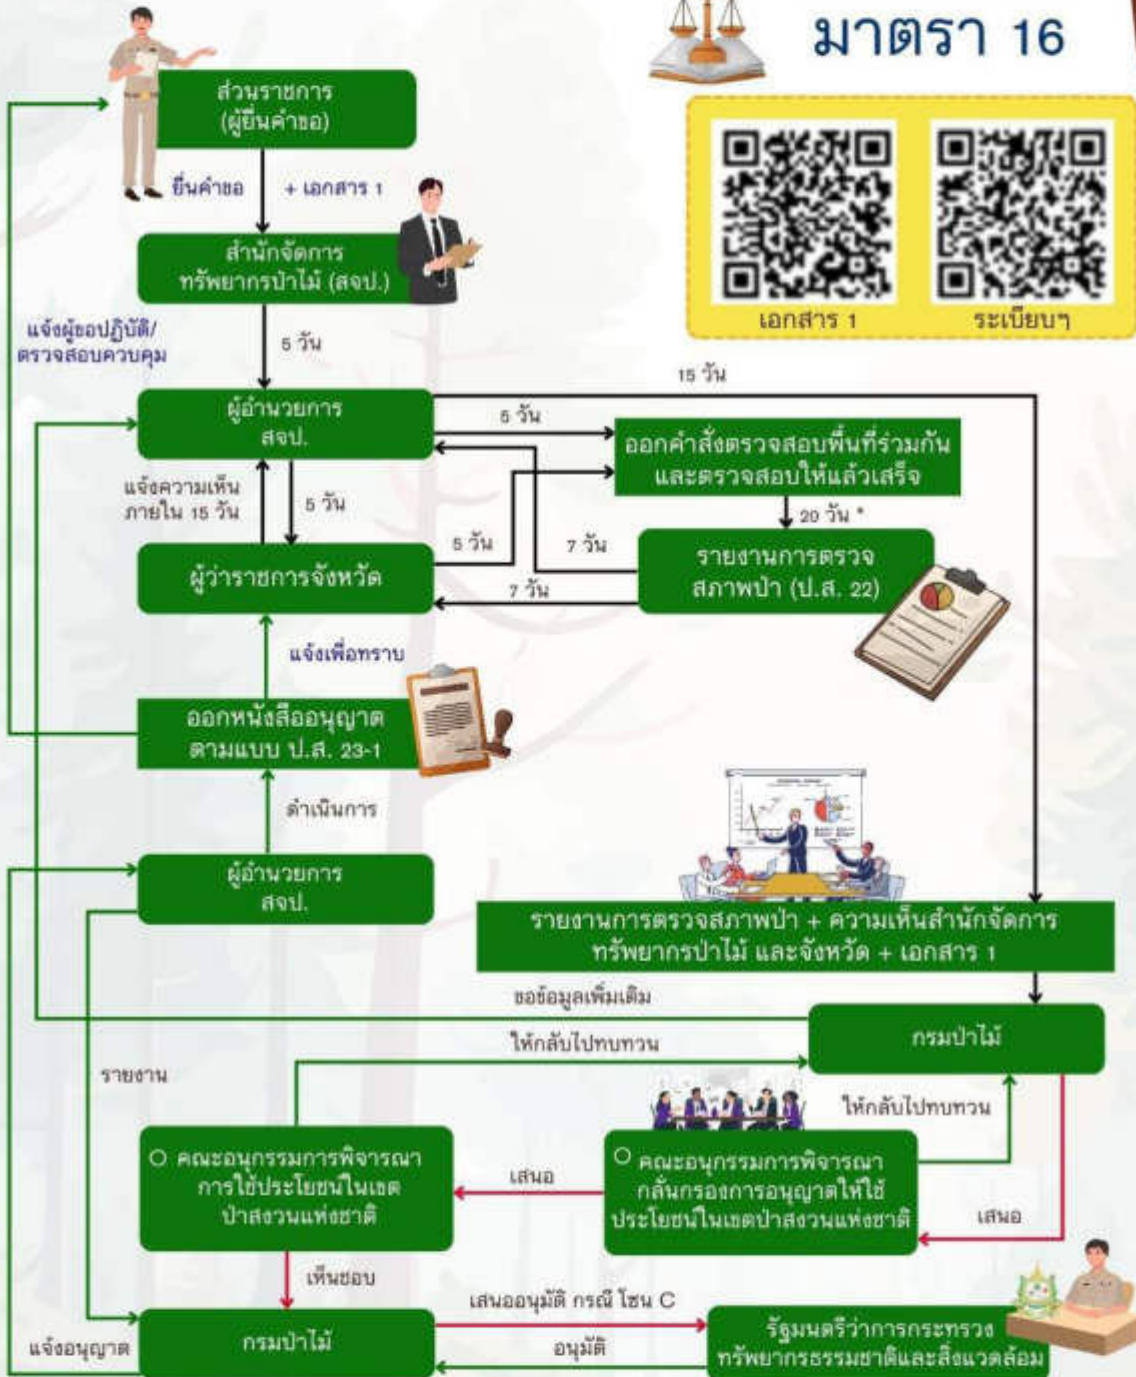 มาตรา 16
ส่วนราชการ
(ผู้ยื่นคำขอ)
ยื่นคำขอ
+ เอกสาร 1
สำนักจัดการ
ทรัพยากรป่าไม้ (สจป.)
เอกสาร 1
ระเบียบฯ
แจ้งผู้ขอปฏิบัติ/
ตรวจสอบควบคุม
5 วัน
15 วัน
ผู้อำนวยการ
สจป.
5 วัน
ออกคำสั่งตรวจสอบพื้นที่ร่วมกัน
และตรวจสอบให้แล้วเสร็จ
แจ้งความเห็น
ภายใน 15 วัน
5 วัน
20 วัน *
5 วัน
7 วัน
ผู้ว่าราชการจังหวัด
รายงานการตรวจ
สภาพป่า (ป.ส. 22)
7 วัน
แจ้งเพื่อทราบ
ออกหนังสืออนุญาต
ตามแบบ ป.ส. 23-1
ดำเนินการ
ผู้อำนวยการ
สจป.
รายงานการตรวจสภาพป่า + ความเห็นสำนักจัดการ
ทรัพยากรป่าไม้ และจังหวัด + เอกสาร 1
ขอข้อมูลเพิ่มเติม
กรมป่าไม้
ให้กลับไปทบทวน
รายงาน
ให้กลับไปทบทวน
คณะอนุกรรมการพิจารณา
การใช้ประโยชน์ในเขต
ป่าสงวนแห่งชาติ
เสนอ
คณะอนุกรรมการพิจารณา
กลั่นกรองการอนุญาตให้ใช้
ประโยชน์ในเขตป่าสงวนแห่งชาติ
เสนอ
เห็นชอบ
เสนออนุมัติ กรณี โซน C
แจ้งอนุญาต
กรมป่าไม้
อนุมัติ
รัฐมนตรีว่าการกระทรวง
ทรัพยากรธรรมชาติและสิ่งแวดล้อม